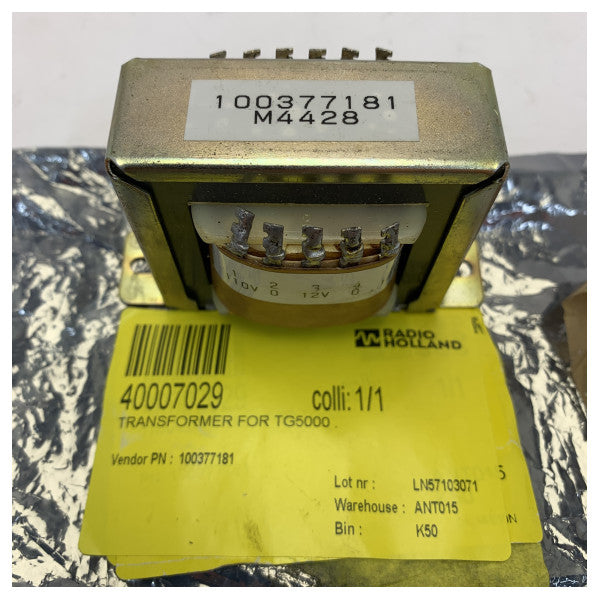 100377181
M4428
1 2 3 4
110V 0 12V 0
RADIO
HOLLAND
40007029 colli: 1/1
TRANSFORMER FOR TG5000 .
Vendor PN : 100377181
Lot nr : LN57103071
Warehouse : ANT015
Bin : K50